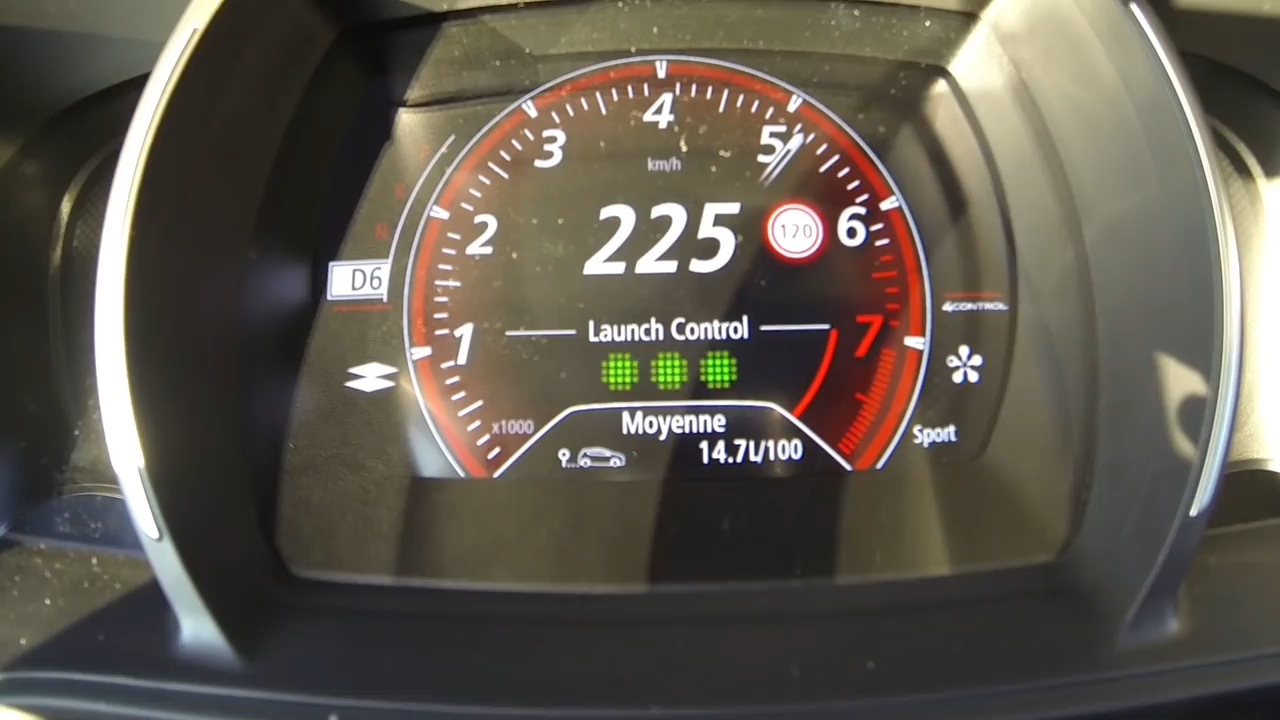 4
3
5
km/h
R
N
2
225
120
6
D6
4CONTROL
Launch Control
1
7
x1000
Moyenne
Sport
14.7L/100